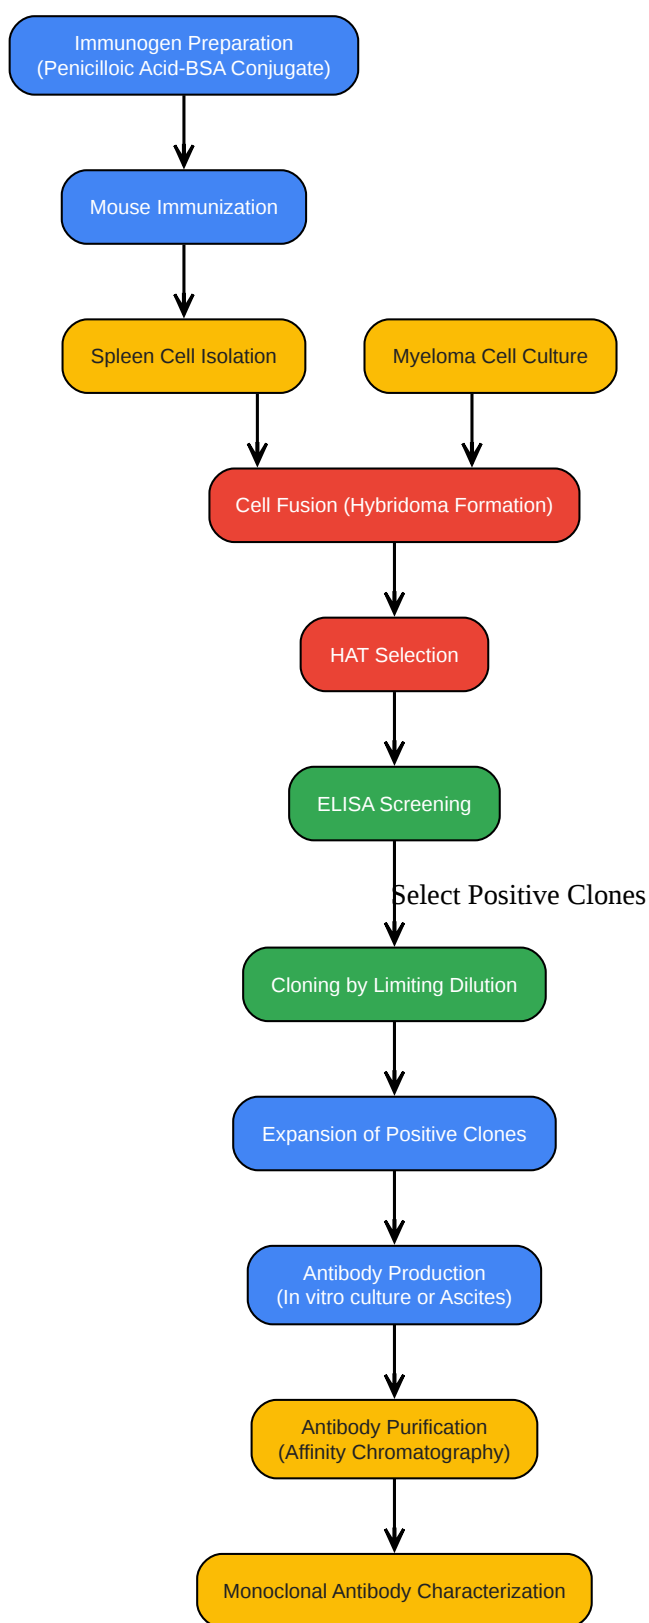 Immunogen Preparation
(Penicilloic Acid-BSA Conjugate)
Mouse Immunization
Spleen Cell Isolation
Myeloma Cell Culture
Cell Fusion (Hybridoma Formation)
HAT Selection
ELISA Screening
Select Positive Clones
Cloning by Limiting Dilution
Expansion of Positive Clones
Antibody Production
(In vitro culture or Ascites)
Antibody Purification
(Affinity Chromatography)
Monoclonal Antibody Characterization